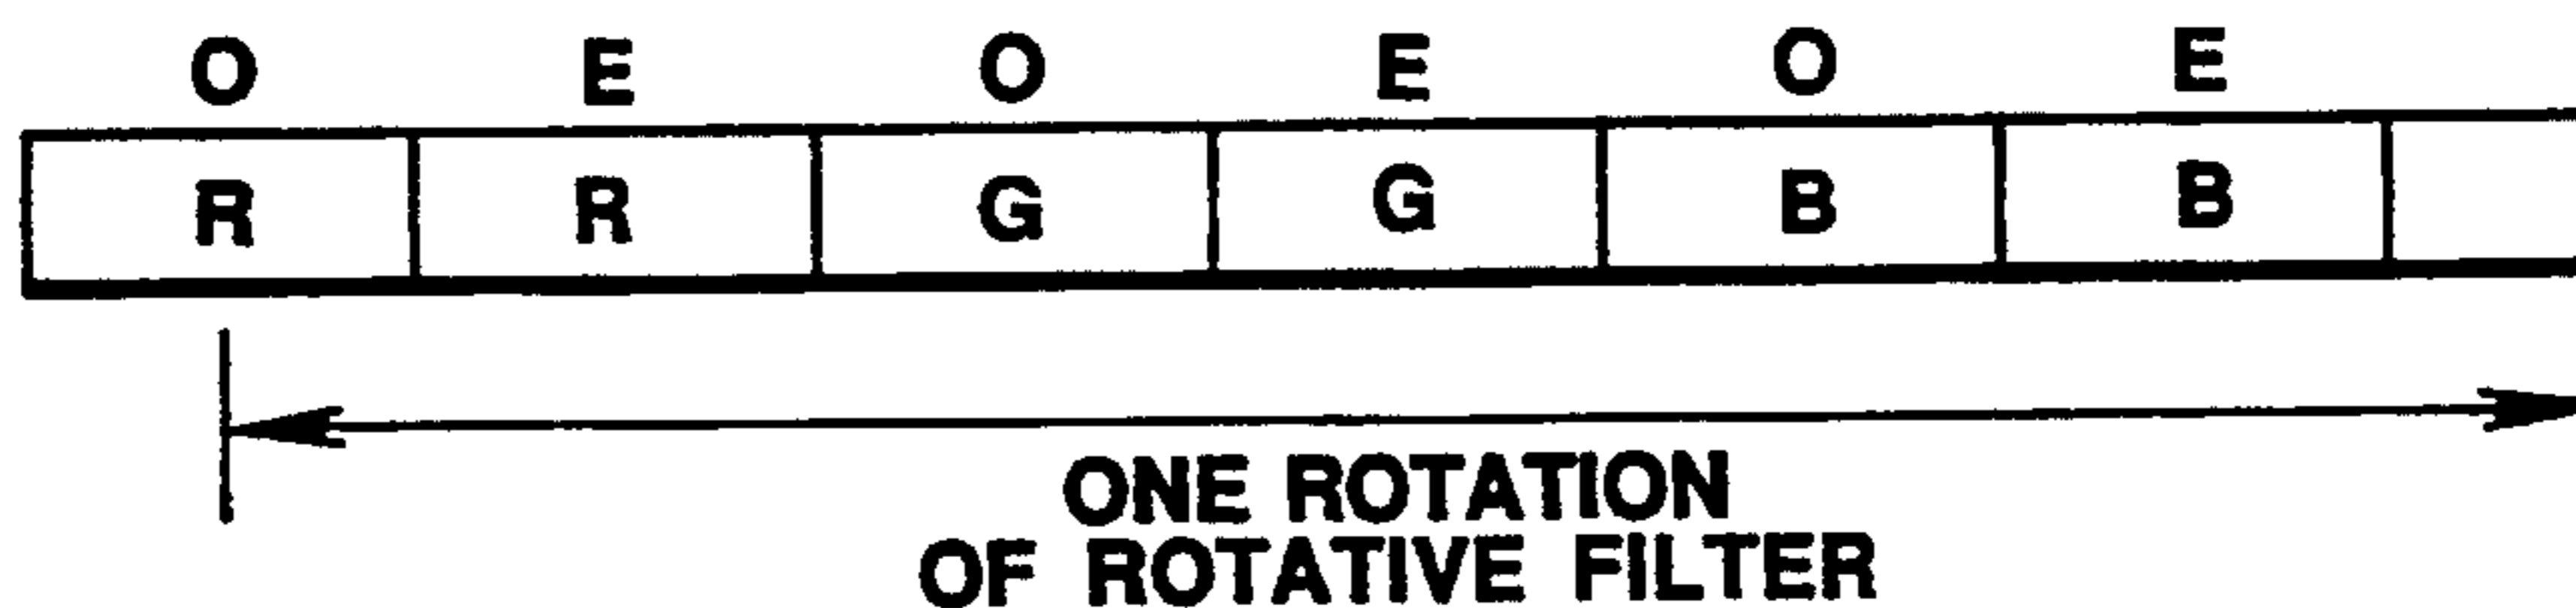 O E O E O E
R R G G B B
ONE ROTATION
OF ROTATIVE FILTER